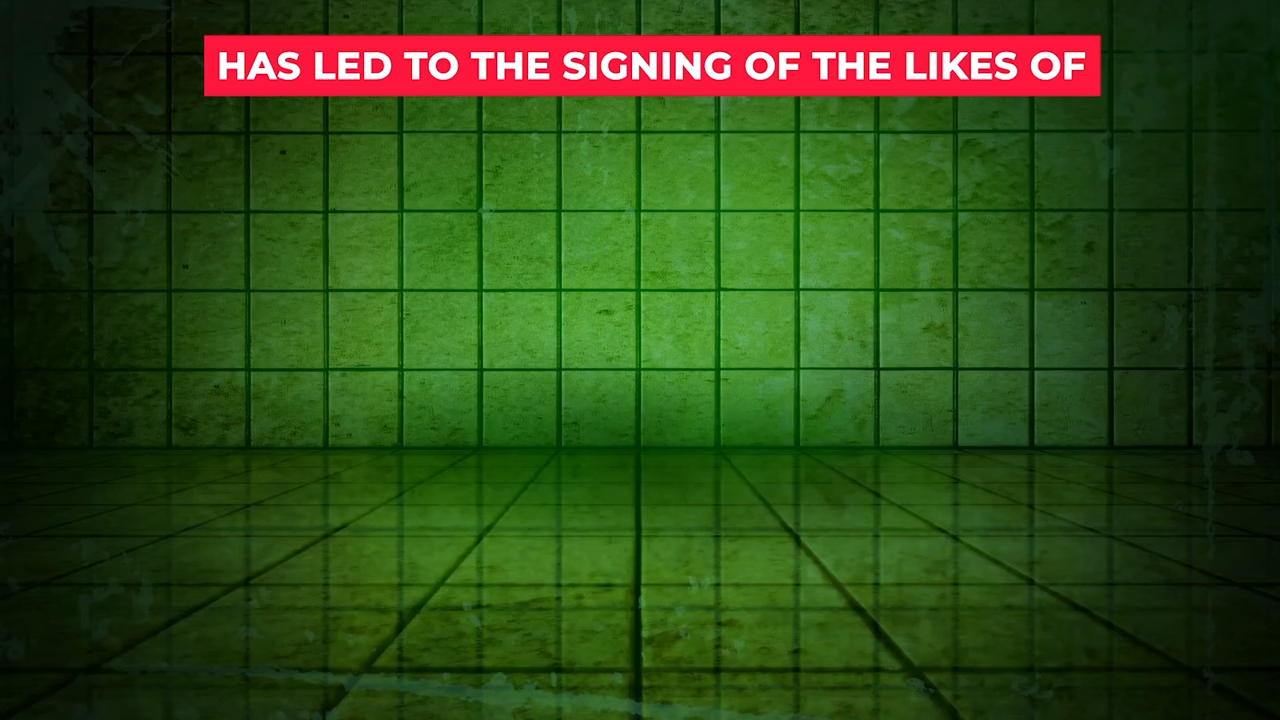 HAS LED TO THE SIGNING OF THE LIKES OF